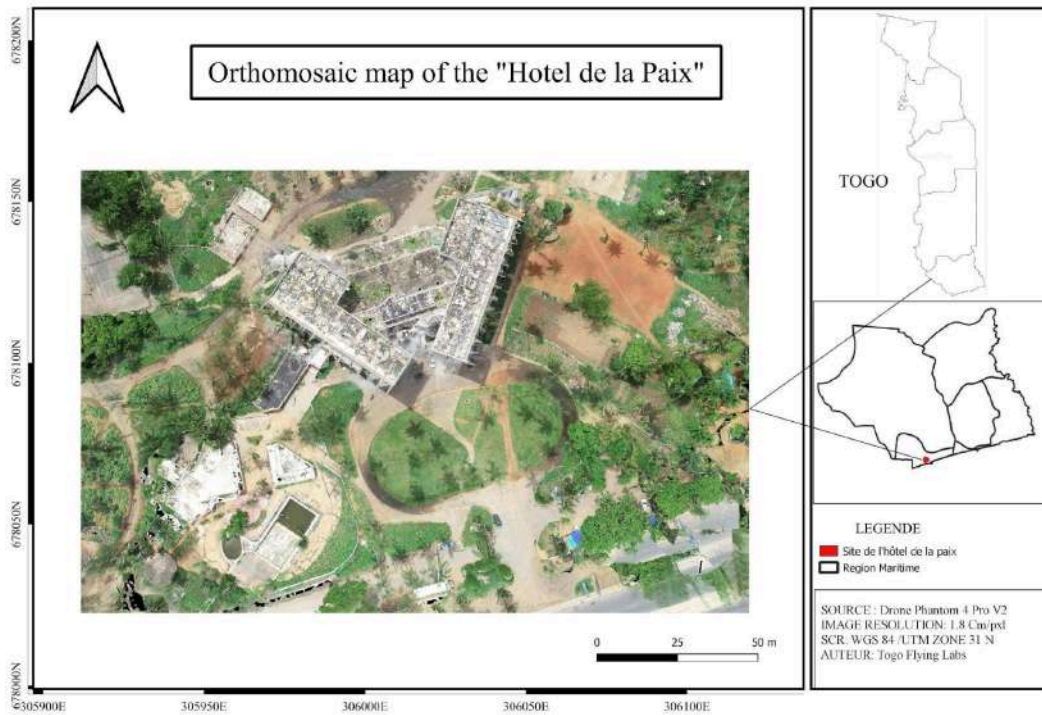 Orthomosaic map of the "Hotel de la Paix"
678200N
678150N
678100N
678050N
678000N
305900E
305950E
306000E
306050E
306100E
0
25
50 m
TOGO
LEGENDE
Site de l'hôtel de la paix
Region Maritime
SOURCE : Drone Phantom 4 Pro V2
IMAGE RESOLUTION: 1.8 Cm/pxl
SCR. WGS 84 /UTM ZONE 31 N
AUTEUR: Togo Flying Labs